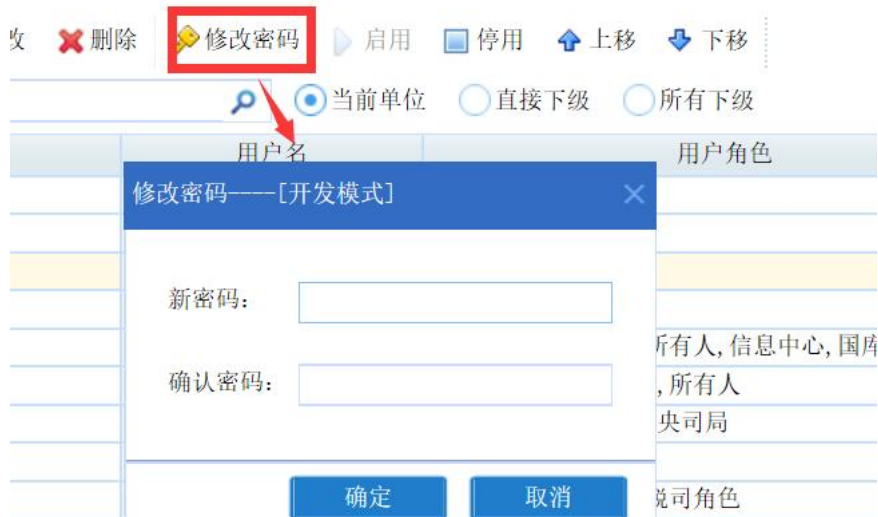 改 删除 修改密码 启用 停用 上移 下移
当前单位 直接下级 所有下级
用户名 用户角色
修改密码----[开发模式]
新密码:
所有人,信息中心,国库
确认密码:
,所有人
央司局
确定 取消
税司角色